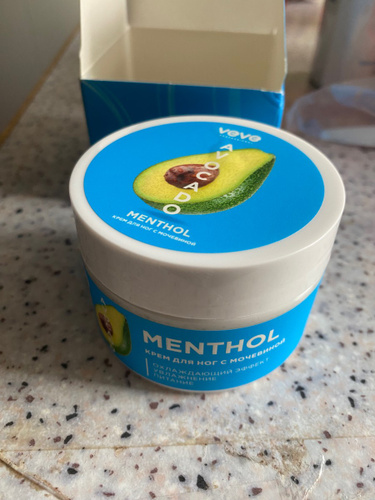 veve
AVOCADO
MENTHOL
КРЕМ ДЛЯ НОГ С МОЧЕВИНОЙ
MENTHOL
КРЕМ ДЛЯ НОГ С МОЧЕВИНОЙ
ОХЛАЖДАЮЩИЙ ЭФФЕКТ
УВЛАЖНЕНИЕ
ПИТАНИЕ